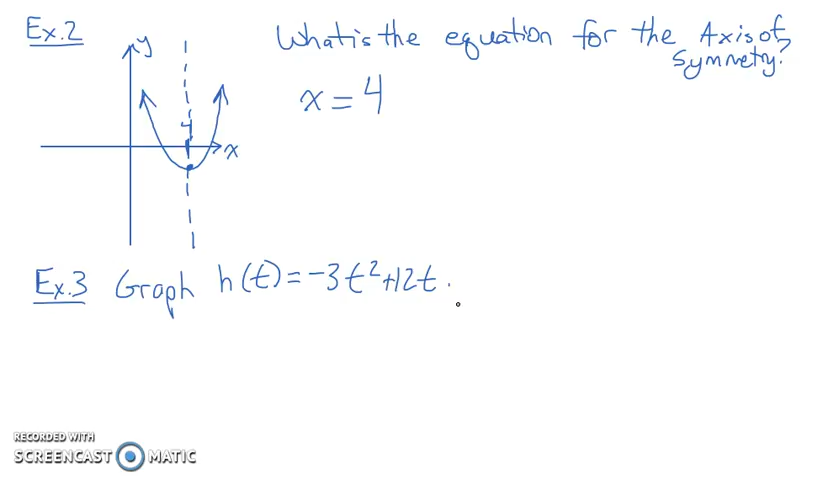 Ex.2
What is the equation for the Axis of
Symmetry?
y
x = 4
4
x
Ex.3 Graph h(t)=-3t²+12t.
RECORDED WITH
SCREENCAST MATIC